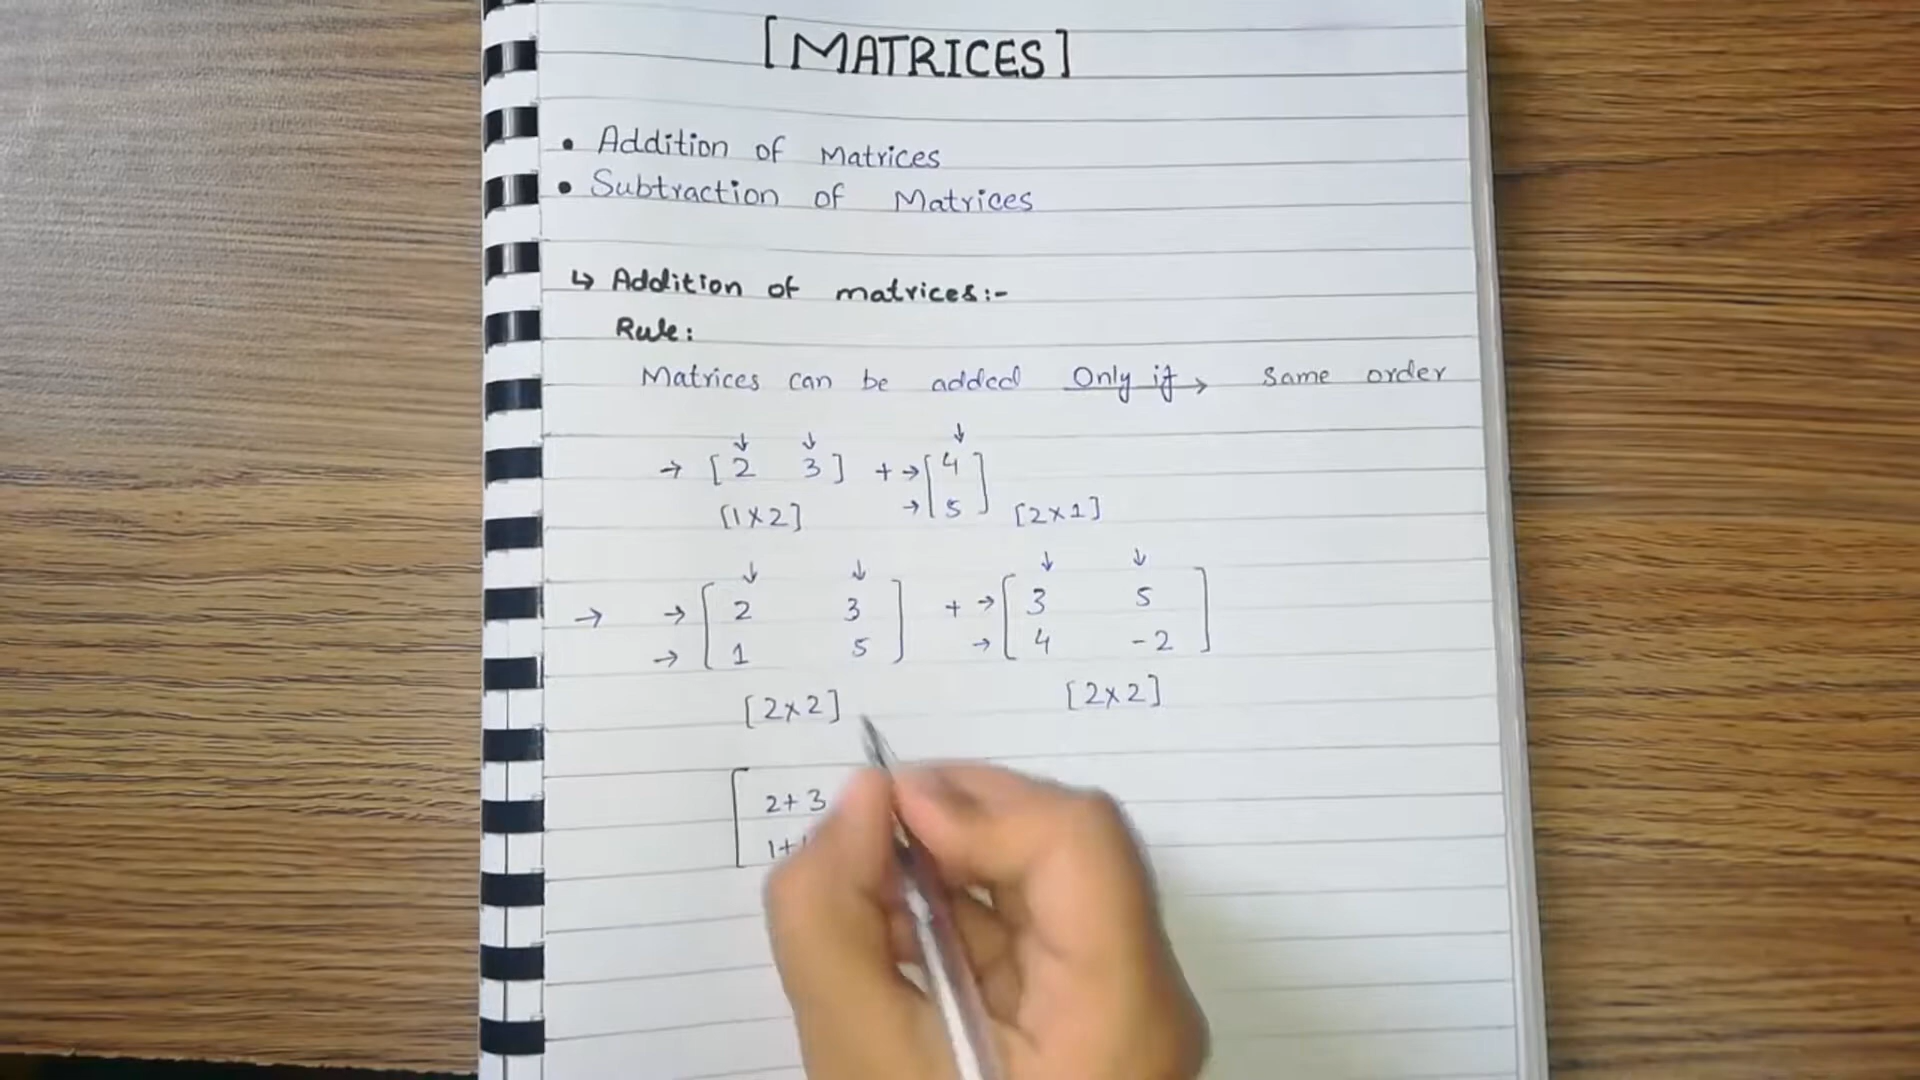 [MATRICES]
• Addition of Matrices
• Subtraction of Matrices
↳ Addition of matrices:-
Rule:
Matrices can be added Only if → Same order
↓ ↓ ↓
→ [2 3] + → [4
→ 5] [2×1]
[1×2]
↓ ↓ ↓ ↓
→ → [2 3] + → [3 5]
→ [1 5] → [4 -2]
[2×2] [2×2]
[2+3
1+